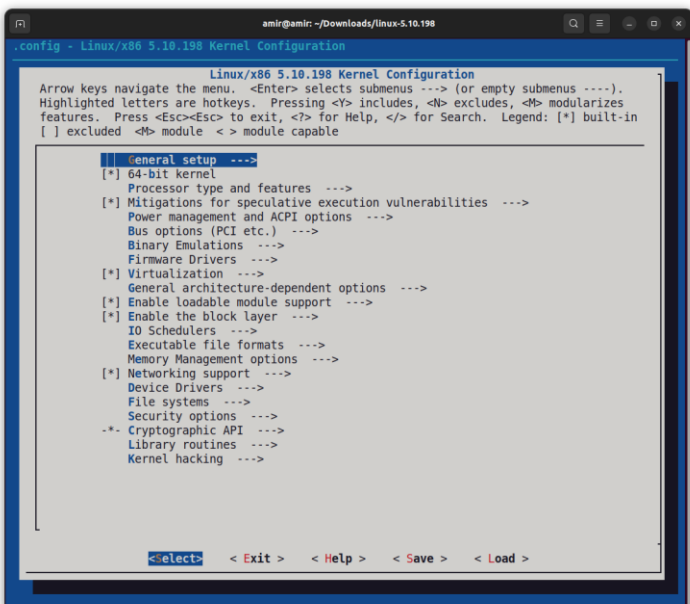 amir@amir: ~/Downloads/linux-5.10.198
.config - Linux/x86 5.10.198 Kernel Configuration
Linux/x86 5.10.198 Kernel Configuration
Arrow keys navigate the menu.  <Enter> selects submenus ---> (or empty submenus ----).
Highlighted letters are hotkeys.  Pressing <Y> includes, <N> excludes, <M> modularizes
features.  Press <Esc><Esc> to exit, <?> for Help, </> for Search.  Legend: [*] built-in
[ ] excluded  <M> module  < > module capable
General setup  --->
[*] 64-bit kernel
Processor type and features  --->
[*] Mitigations for speculative execution vulnerabilities  --->
Power management and ACPI options  --->
Bus options (PCI etc.)  --->
Binary Emulations  --->
Firmware Drivers  --->
[*] Virtualization  --->
General architecture-dependent options  --->
[*] Enable loadable module support  --->
[*] Enable the block layer  --->
IO Schedulers  --->
Executable file formats  --->
Memory Management options  --->
[*] Networking support  --->
Device Drivers  --->
File systems  --->
Security options  --->
-*- Cryptographic API  --->
Library routines  --->
Kernel hacking  --->
<Select>    < Exit >    < Help >    < Save >    < Load >